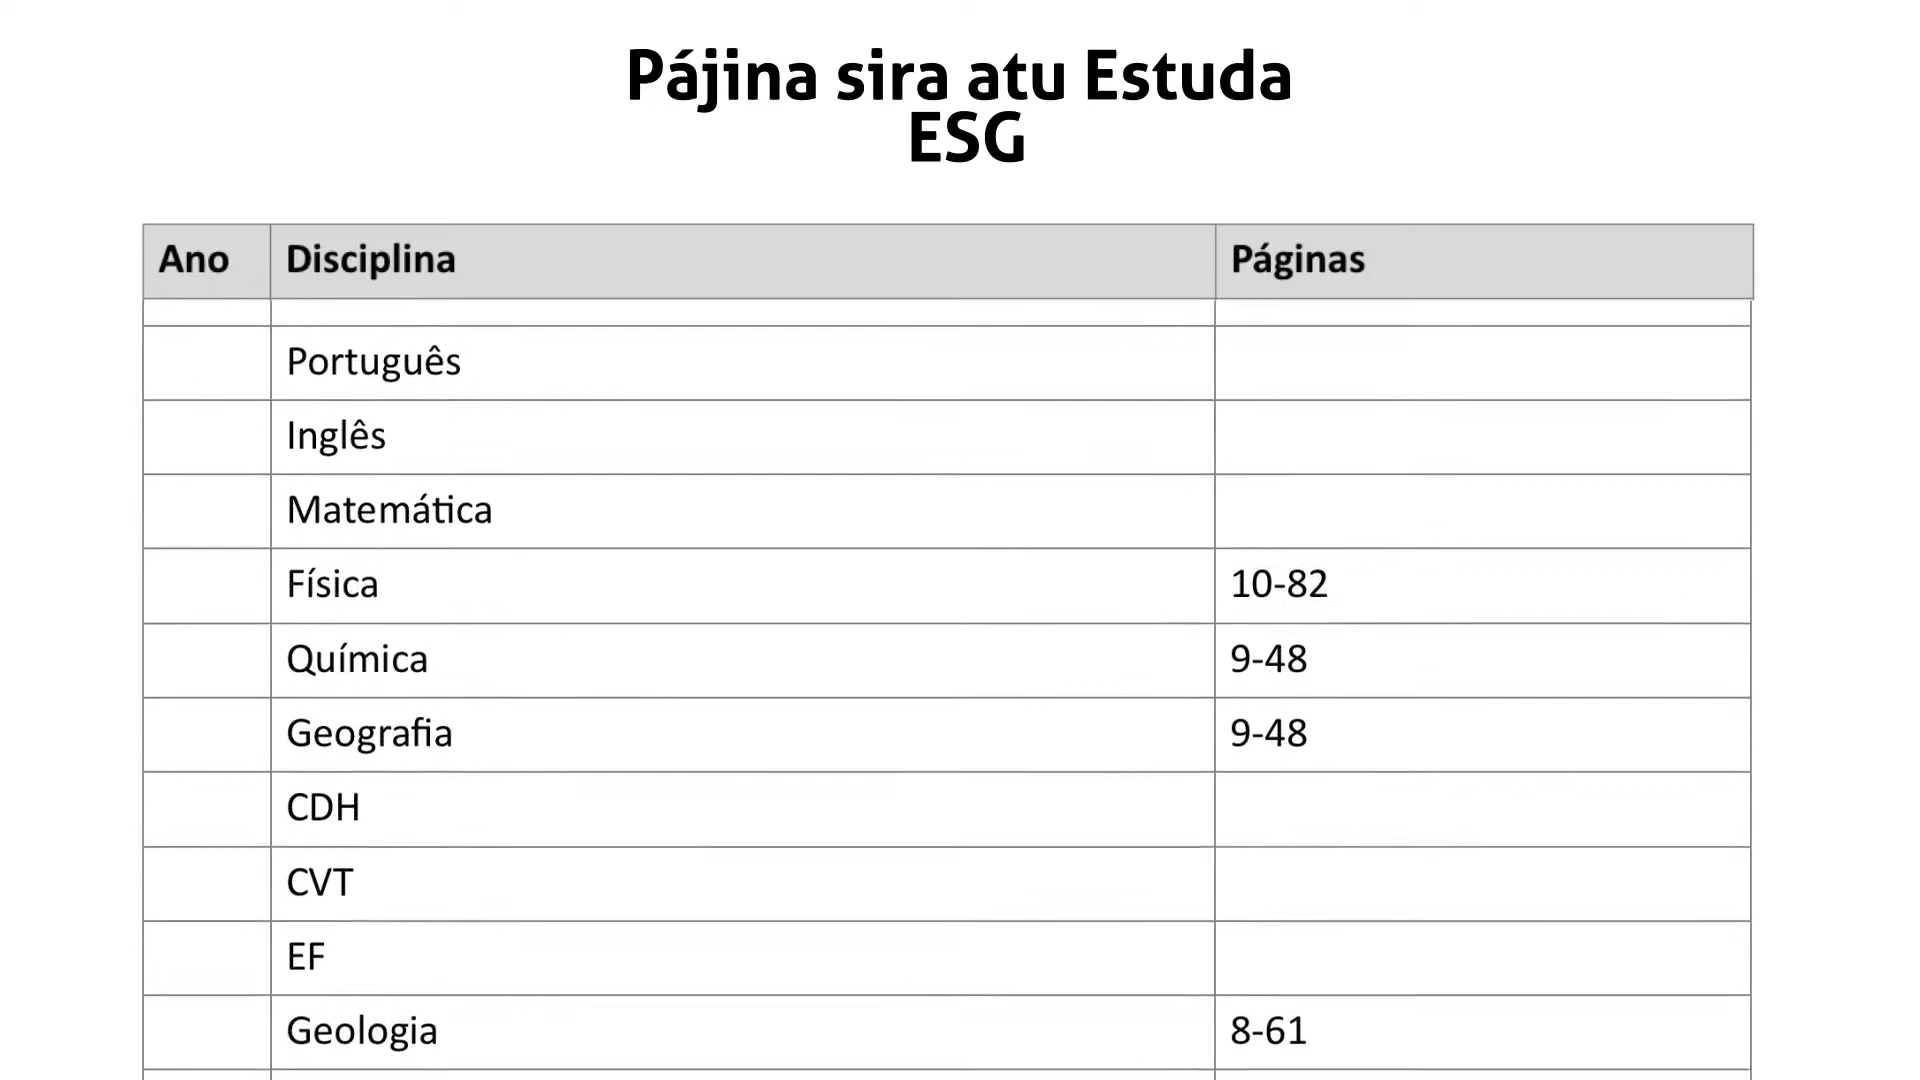 Pájina sira atu Estuda
ESG
Ano Disciplina Páginas
Português
Inglês
Matemática
Física 10-82
Química 9-48
Geografia 9-48
CDH
CVT
EF
Geologia 8-61